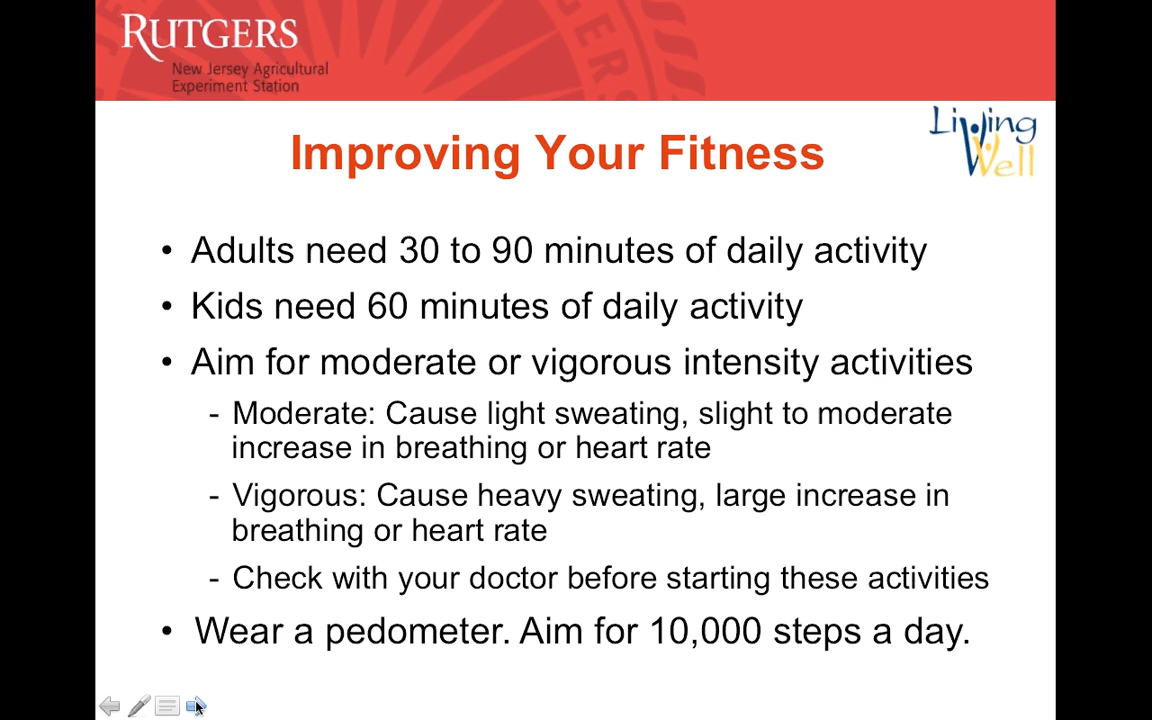 RUTGERS
New Jersey Agricultural
Experiment Station
Living
Well
Improving Your Fitness
• Adults need 30 to 90 minutes of daily activity
• Kids need 60 minutes of daily activity
• Aim for moderate or vigorous intensity activities
- Moderate: Cause light sweating, slight to moderate
increase in breathing or heart rate
- Vigorous: Cause heavy sweating, large increase in
breathing or heart rate
- Check with your doctor before starting these activities
• Wear a pedometer. Aim for 10,000 steps a day.